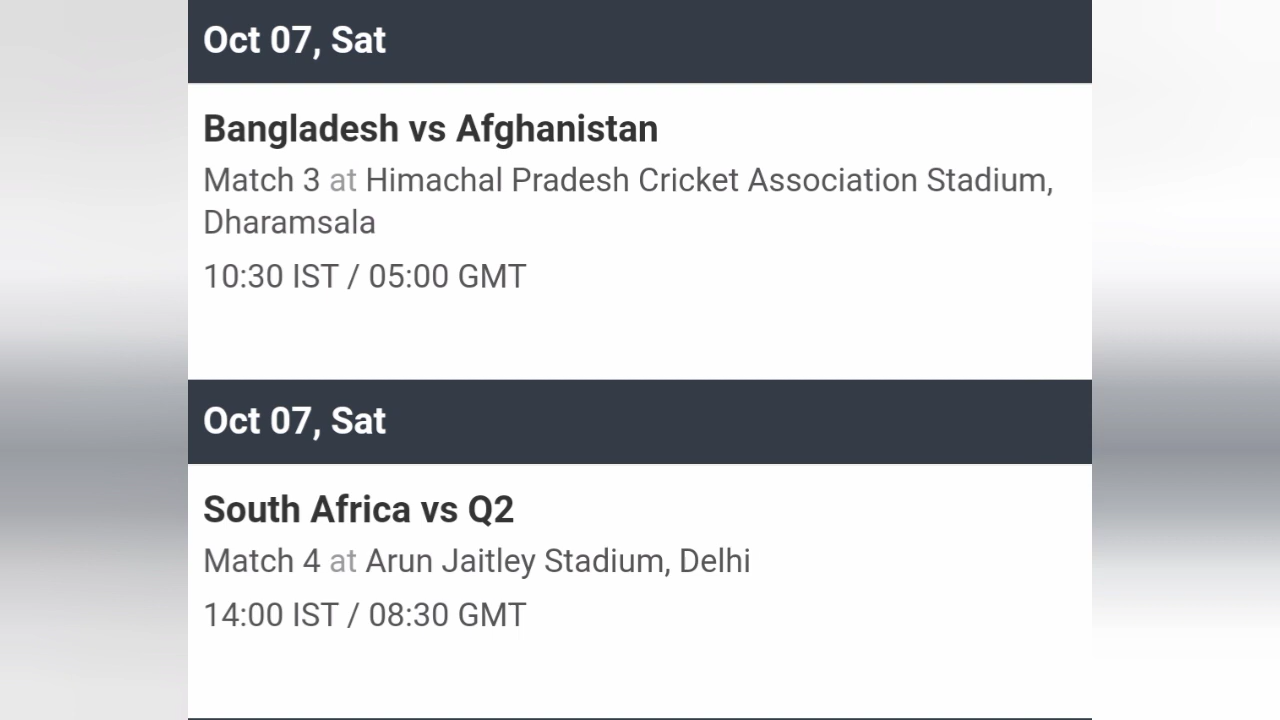 Oct 07, Sat
Bangladesh vs Afghanistan
Match 3 at Himachal Pradesh Cricket Association Stadium,
Dharamsala
10:30 IST / 05:00 GMT
Oct 07, Sat
South Africa vs Q2
Match 4 at Arun Jaitley Stadium, Delhi
14:00 IST / 08:30 GMT